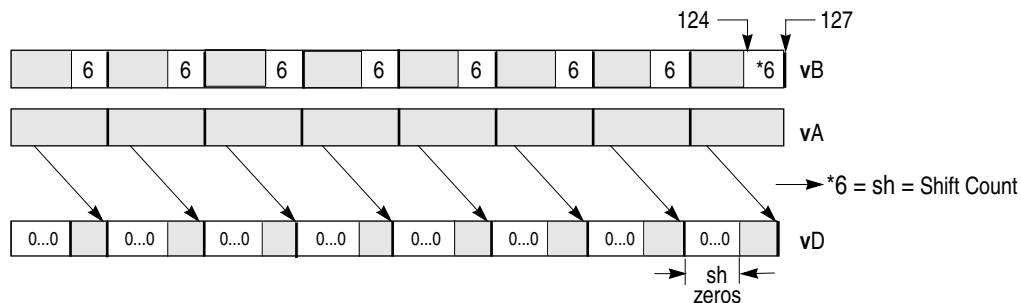 124 127
6 6 6 6 6 6 6 *6 vB
vA
*6 = sh = Shift Count
0...0 0...0 0...0 0...0 0...0 0...0 0...0 0...0 vD
sh
zeros